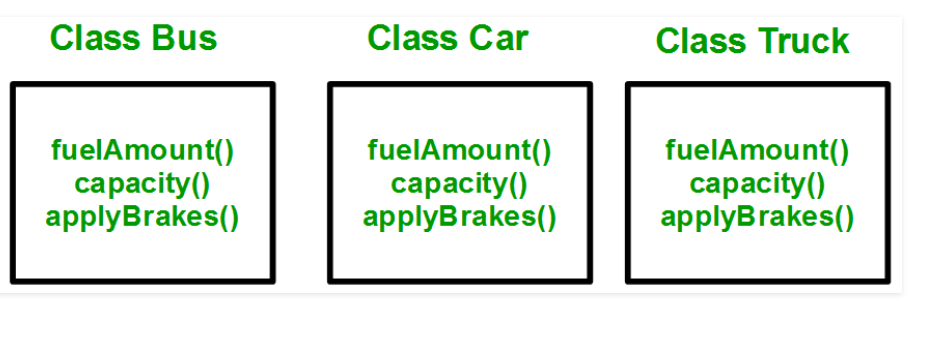 Class Bus
fuelAmount()
capacity()
applyBrakes()
Class Car
fuelAmount()
capacity()
applyBrakes()
Class Truck
fuelAmount()
capacity()
applyBrakes()